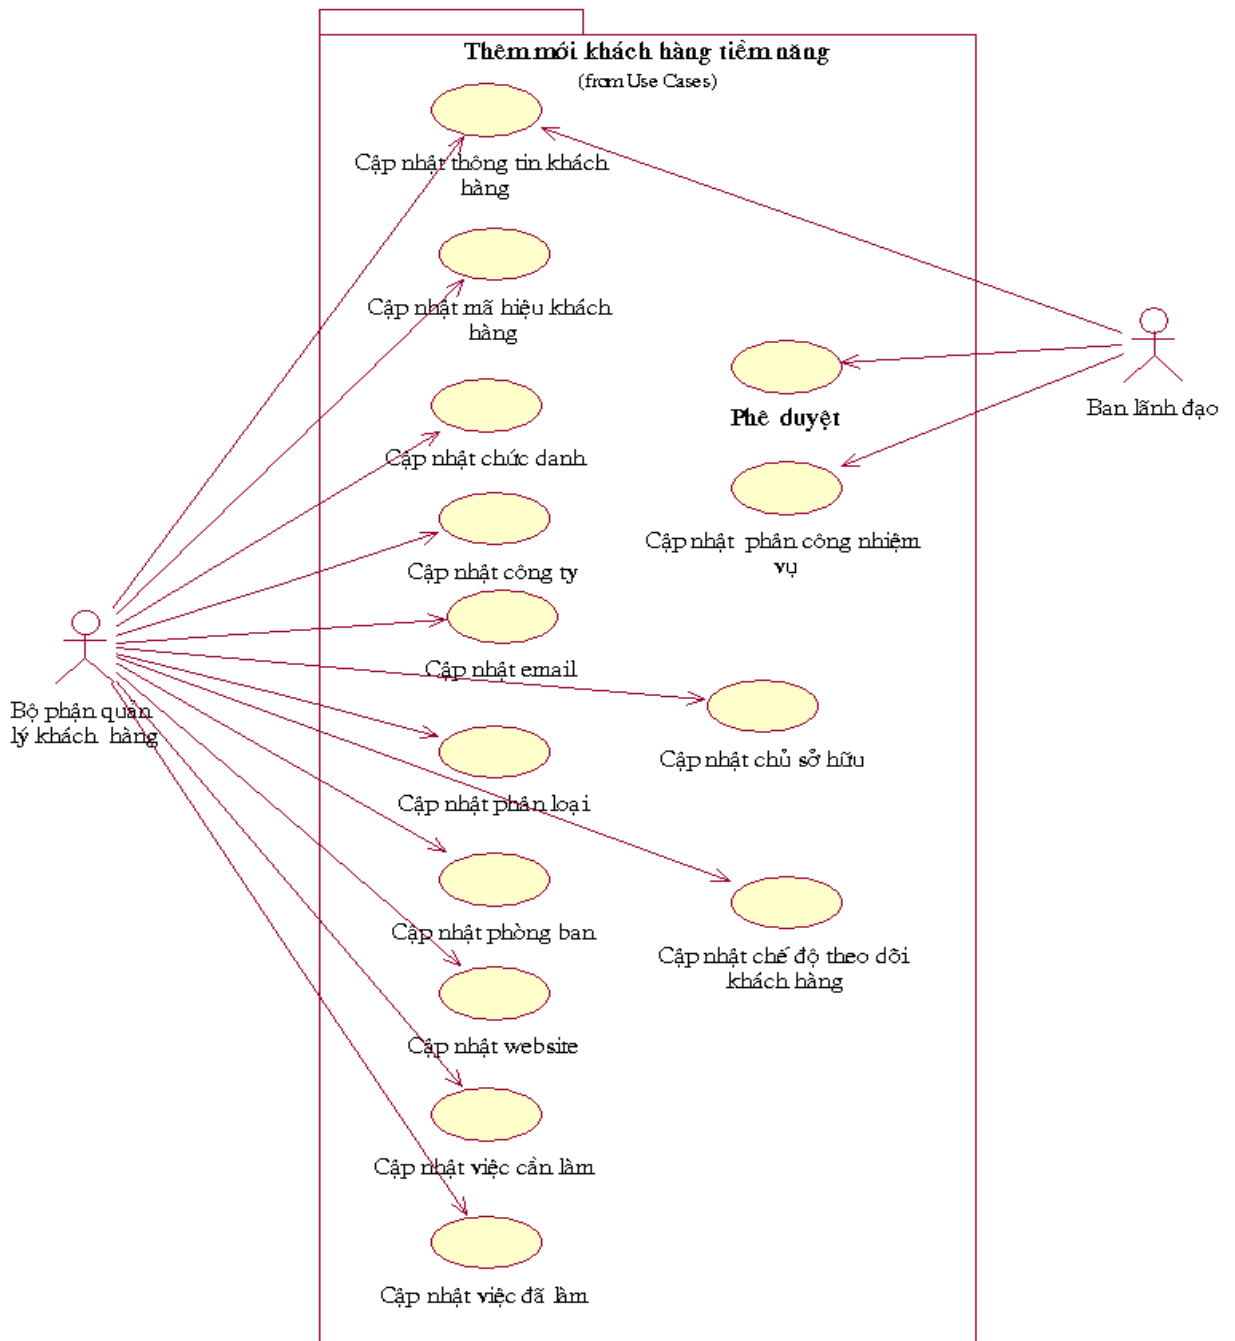 Thêm mới khách hàng tiềm năng
(from Use Cases)
Cập nhật thông tin khách
hàng
Cập nhật mã hiệu khách
hàng
Phê duyệt
Ban lãnh đạo
Cập nhật chức danh
Cập nhật phân công nhiệm
vụ
Cập nhật công ty
Cập nhật email
Bộ phận quản
lý khách hàng
Cập nhật chủ sở hữu
Cập nhật phân loại
Cập nhật phòng ban
Cập nhật chế độ theo dõi
khách hàng
Cập nhật website
Cập nhật việc cần làm
Cập nhật việc đã làm